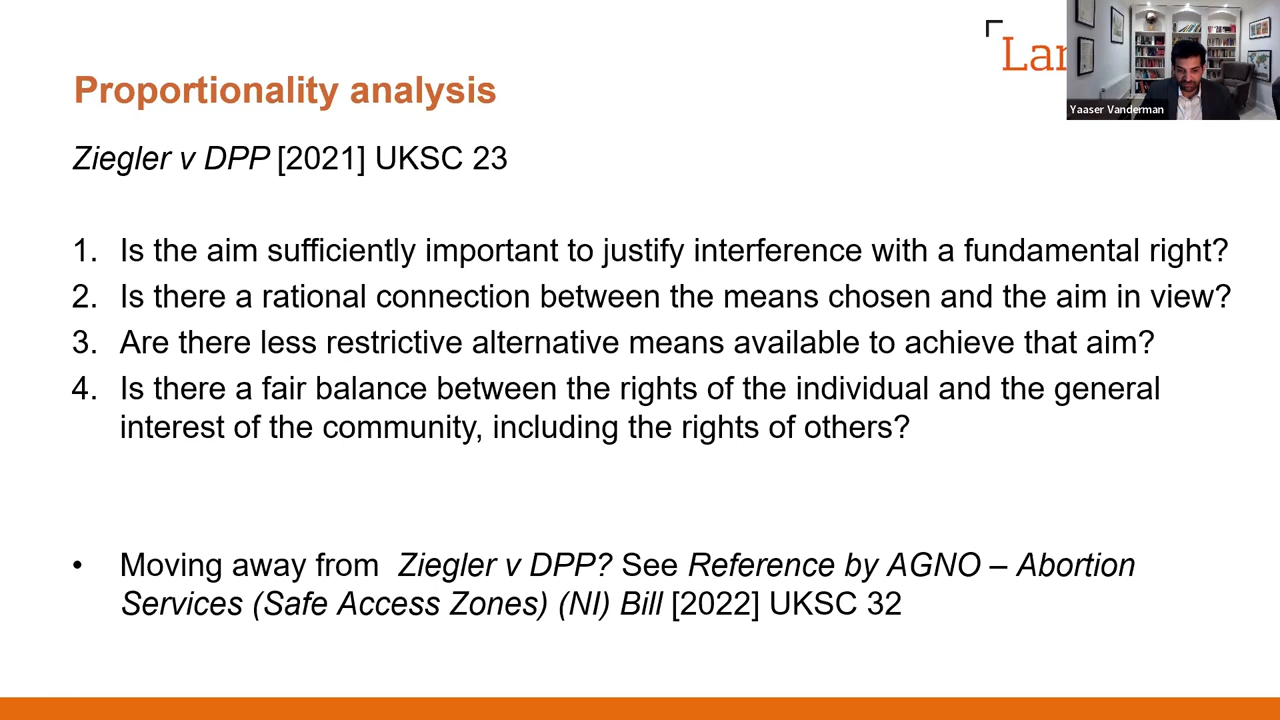 Proportionality analysis
Lan
Yaaser Vanderman
Ziegler v DPP [2021] UKSC 23
1. Is the aim sufficiently important to justify interference with a fundamental right?
2. Is there a rational connection between the means chosen and the aim in view?
3. Are there less restrictive alternative means available to achieve that aim?
4. Is there a fair balance between the rights of the individual and the general
interest of the community, including the rights of others?
• Moving away from Ziegler v DPP? See Reference by AGNO – Abortion
Services (Safe Access Zones) (NI) Bill [2022] UKSC 32